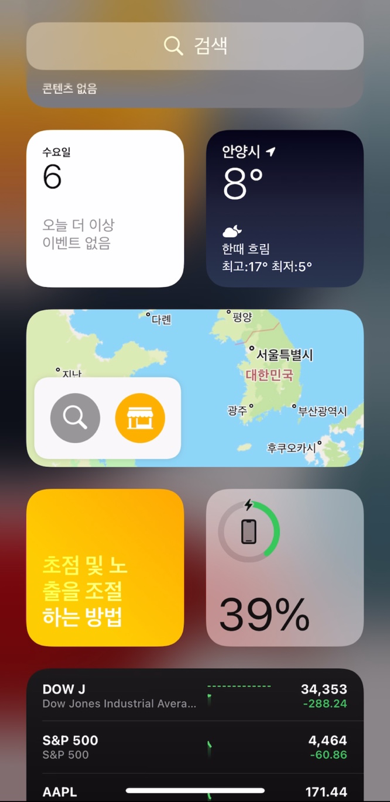 검색
콘텐츠 없음
수요일
6
오늘 더 이상
이벤트 없음
안양시
8°
한때 흐림
최고:17° 최저:5°
다롄
평양
서울특별시
대한민국
지난
광주
부산광역시
후쿠오카시
초점 및 노
출을 조절
하는 방법
39%
DOW J
Dow Jones Industrial Avera...
34,353
-288.24
S&P 500
S&P 500
4,464
-60.86
AAPL
171.44